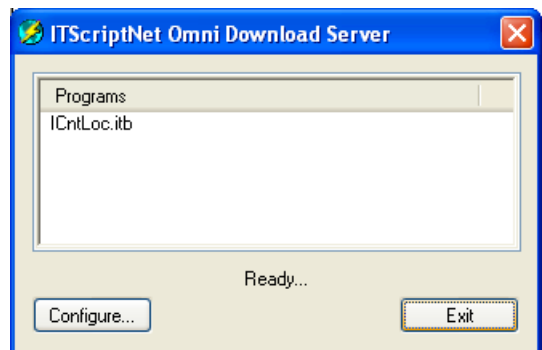 ITScriptNet Omni Download Server
Programs
ICntLoc.itb
Ready...
Configure...
Exit